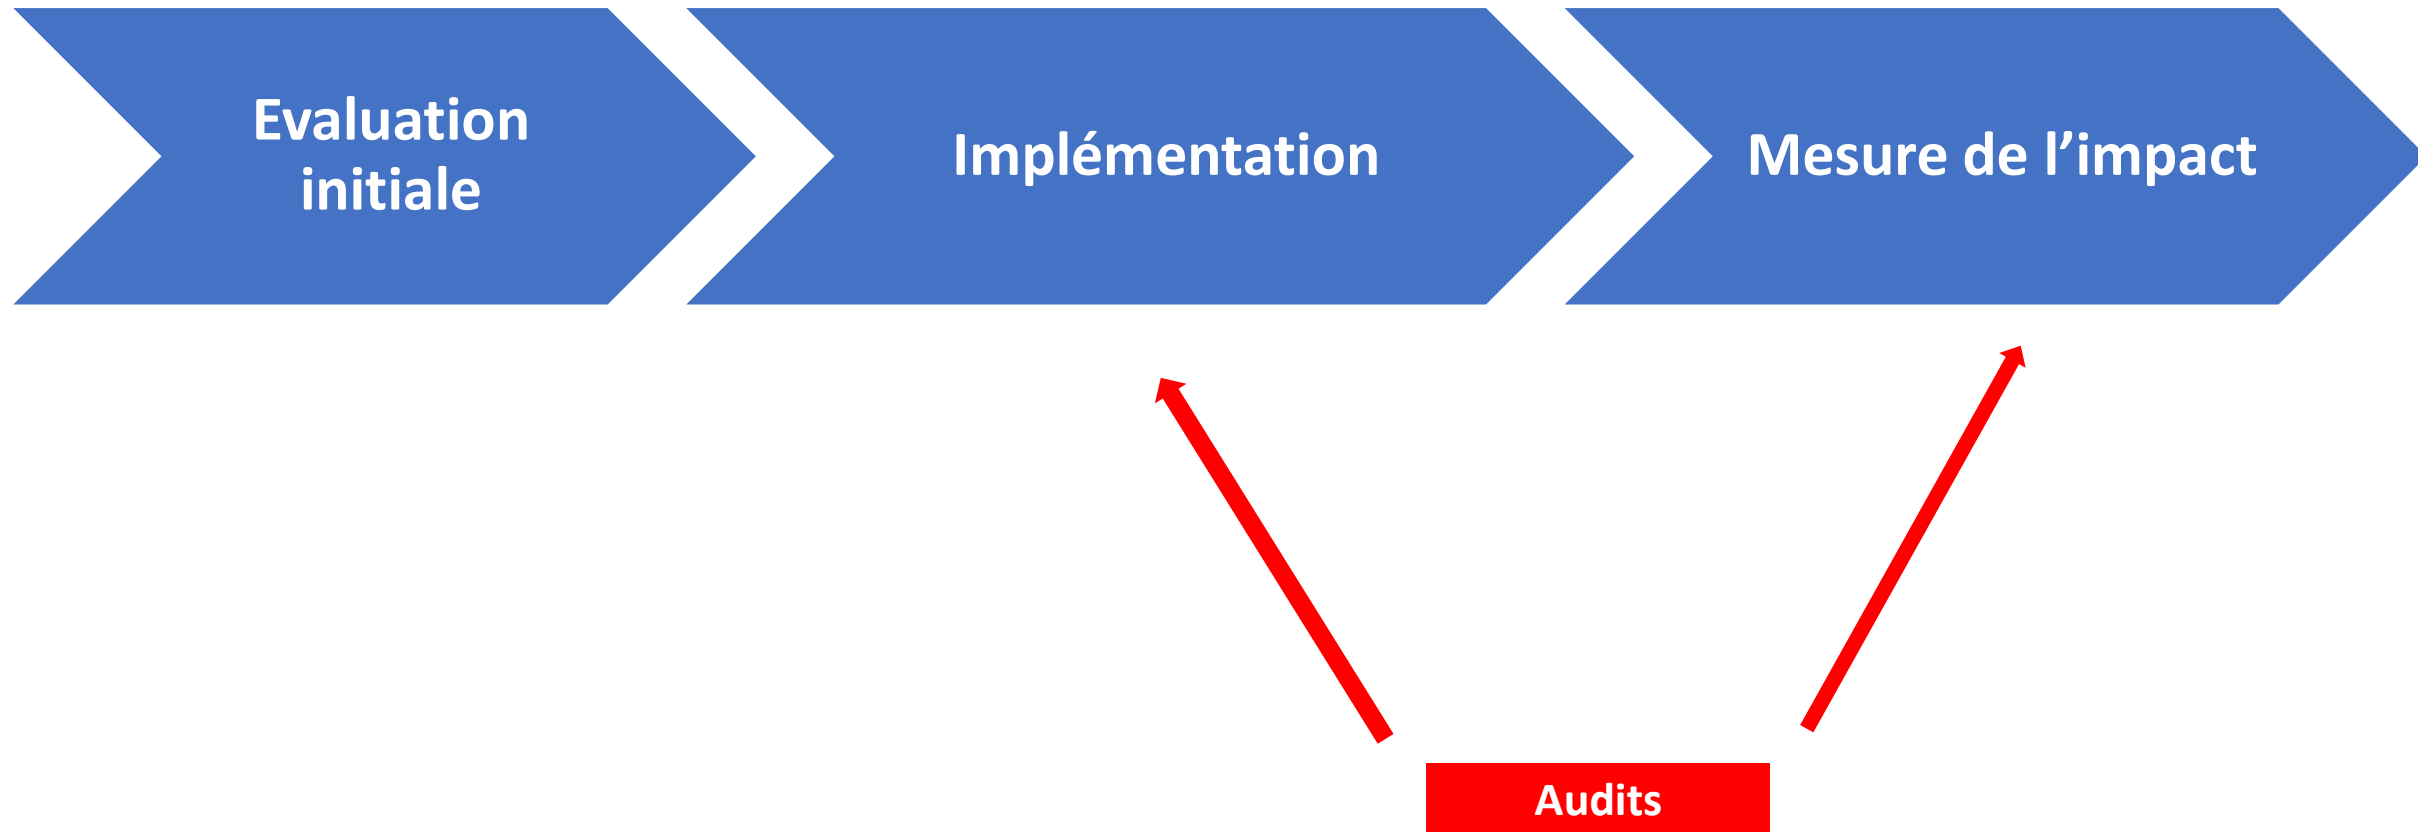 Evaluation
initiale
Implémentation
Mesure de l’impact
Audits